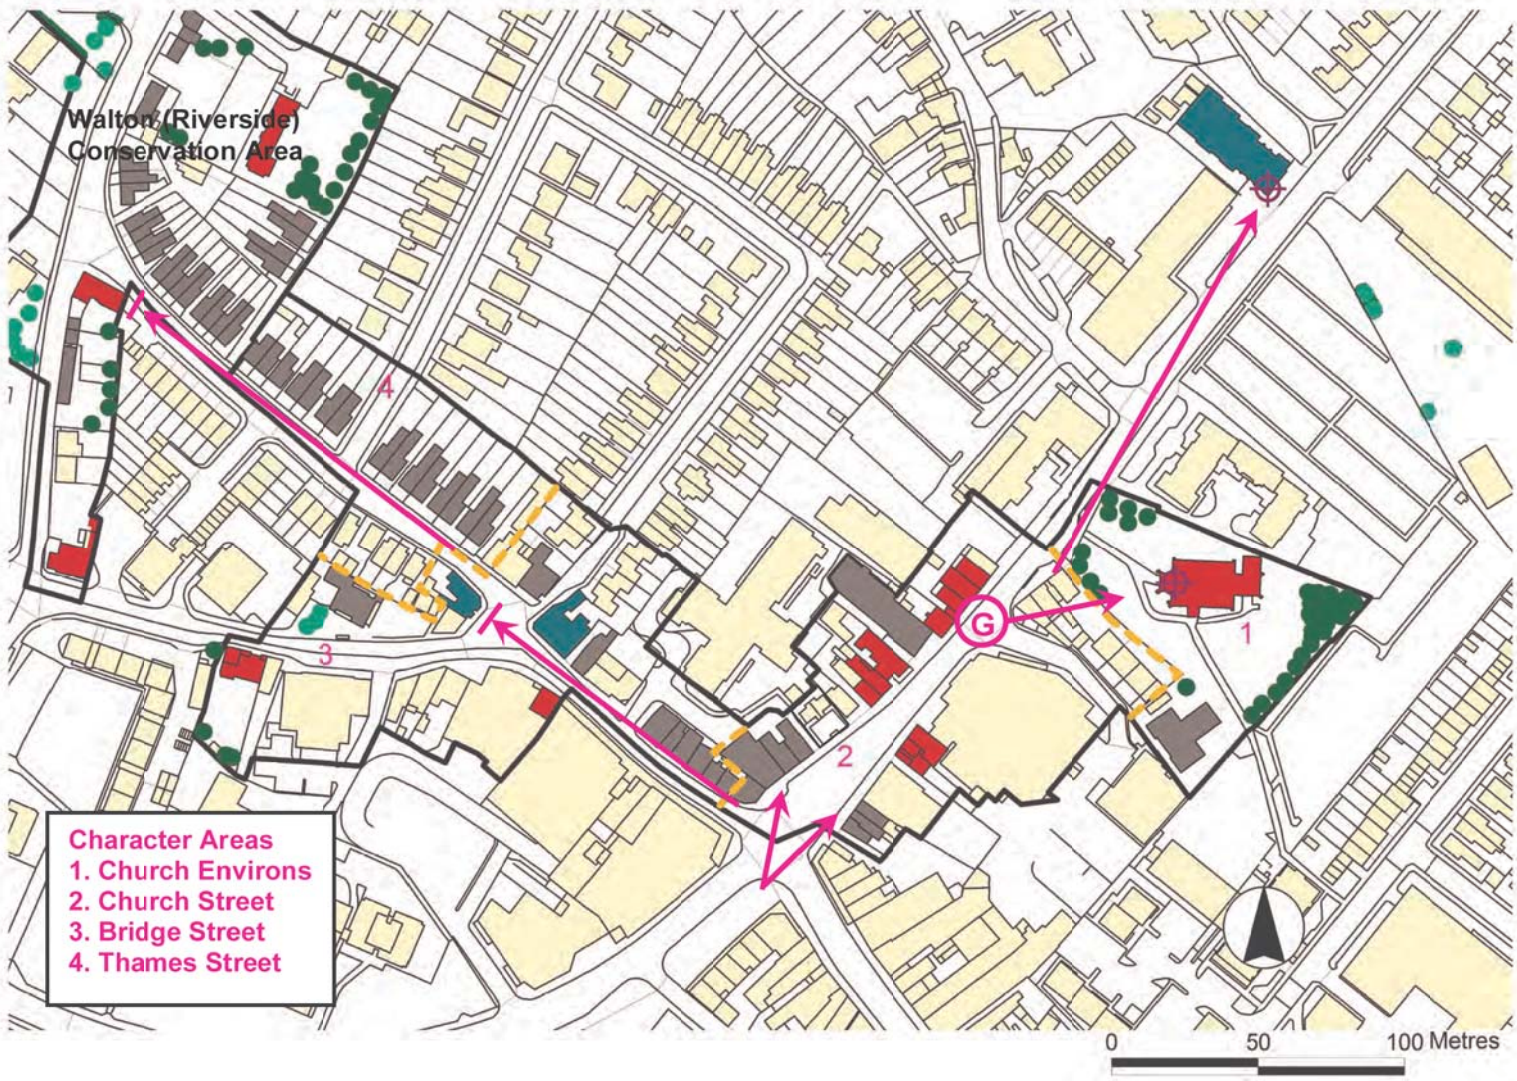 Walton (Riverside)
Conservation Area
4
G
1
3
2
Character Areas
1. Church Environs
2. Church Street
3. Bridge Street
4. Thames Street
0 50 100 Metres